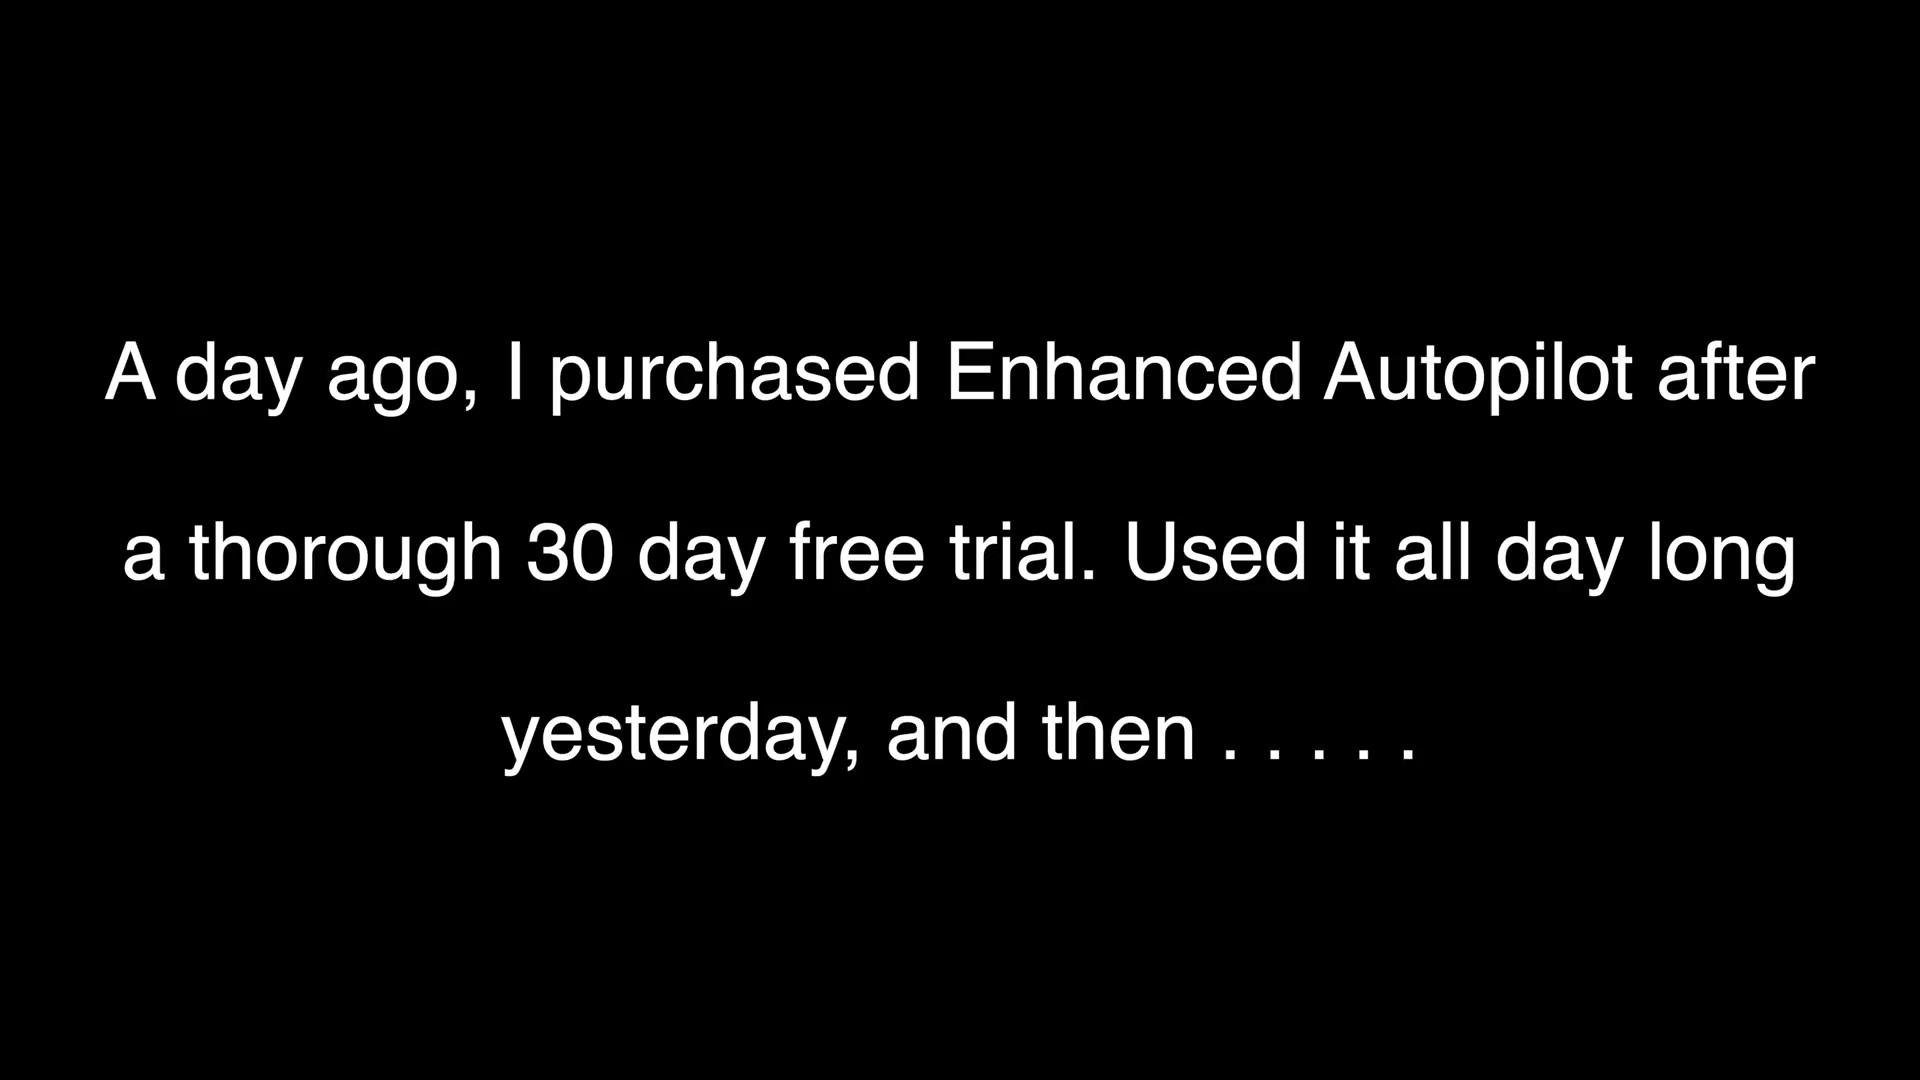 A day ago, I purchased Enhanced Autopilot after
a thorough 30 day free trial. Used it all day long
yesterday, and then . . . . .